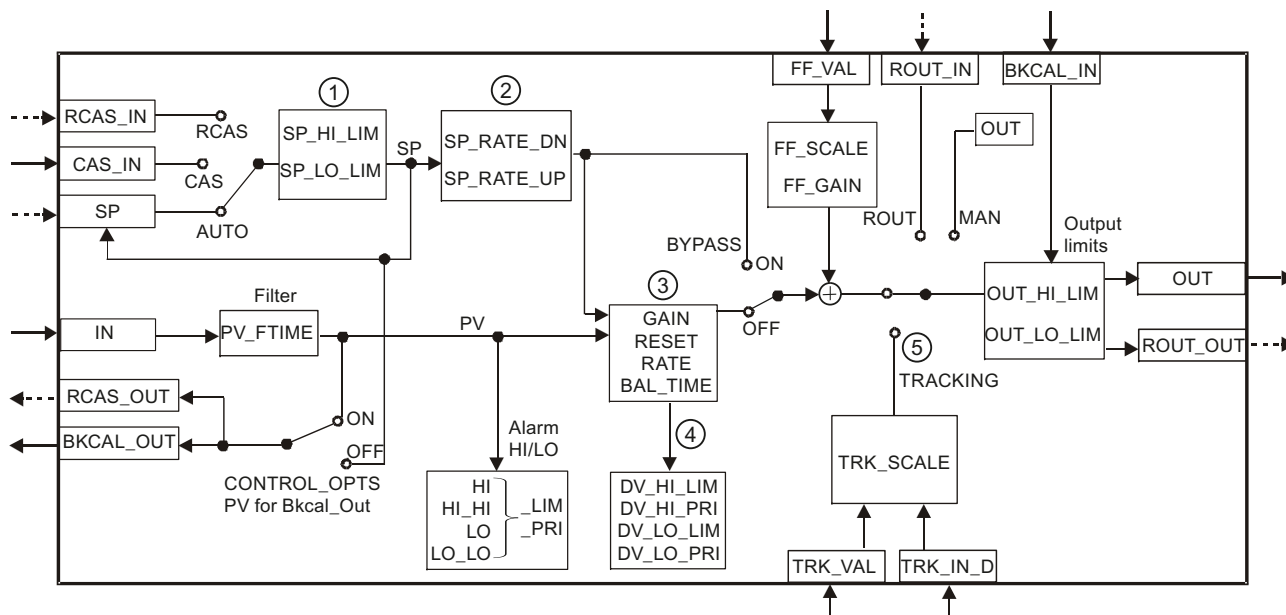 FF_VAL
ROUT_IN
BKCAL_IN
RCAS_IN
RCAS
CAS_IN
CAS
SP
AUTO
1
SP_HI_LIM
SP_LO_LIM
SP
2
SP_RATE_DN
SP_RATE_UP
FF_SCALE
FF_GAIN
OUT
ROUT
MAN
BYPASS
ON
OFF
Output
limits
OUT_HI_LIM
OUT_LO_LIM
OUT
ROUT_OUT
IN
Filter
PV_FTIME
PV
3
GAIN
RESET
RATE
BAL_TIME
5
TRACKING
RCAS_OUT
BKCAL_OUT
ON
OFF
CONTROL_OPTS
PV for Bkcal_Out
Alarm
HI/LO
HI
HI_HI
LO
LO_LO
_LIM
_PRI
4
DV_HI_LIM
DV_HI_PRI
DV_LO_LIM
DV_LO_PRI
TRK_SCALE
TRK_VAL
TRK_IN_D